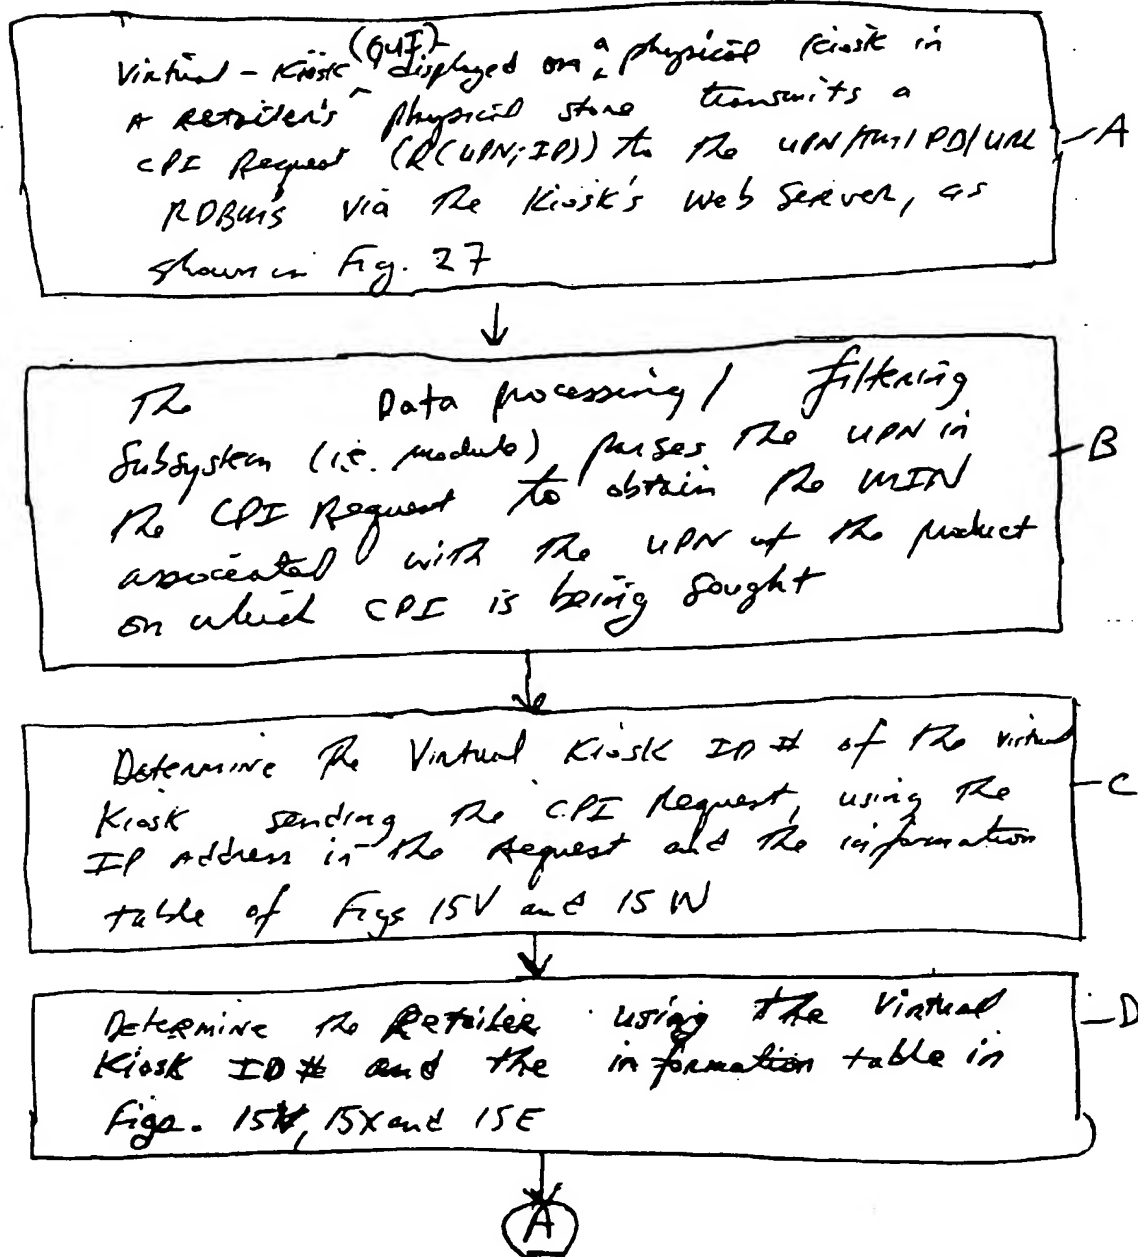 Virtual-Kiosk (GUI) displayed on a physical kiosk in
A Retailer's physical store transmits a
CPI Request (R(UPN; IP)) to the UPN/TM/PD/URL
RDBMS via the Kiosk's Web Server, as
shown in Fig. 27
A
The Data processing / filtering
Subsystem (i.e. module) parses the UPN in
the CPI Request to obtain the MIN
associated with the UPN of the product
on which CPI is being sought
B
Determine the Virtual Kiosk ID # of the virtual
Kiosk sending the CPI Request, using the
IP Address in the request and the information
table of Figs 15V and 15W
C
Determine the Retailer using the Virtual
Kiosk ID # and the information table in
Figs. 15X and 15E
D
A